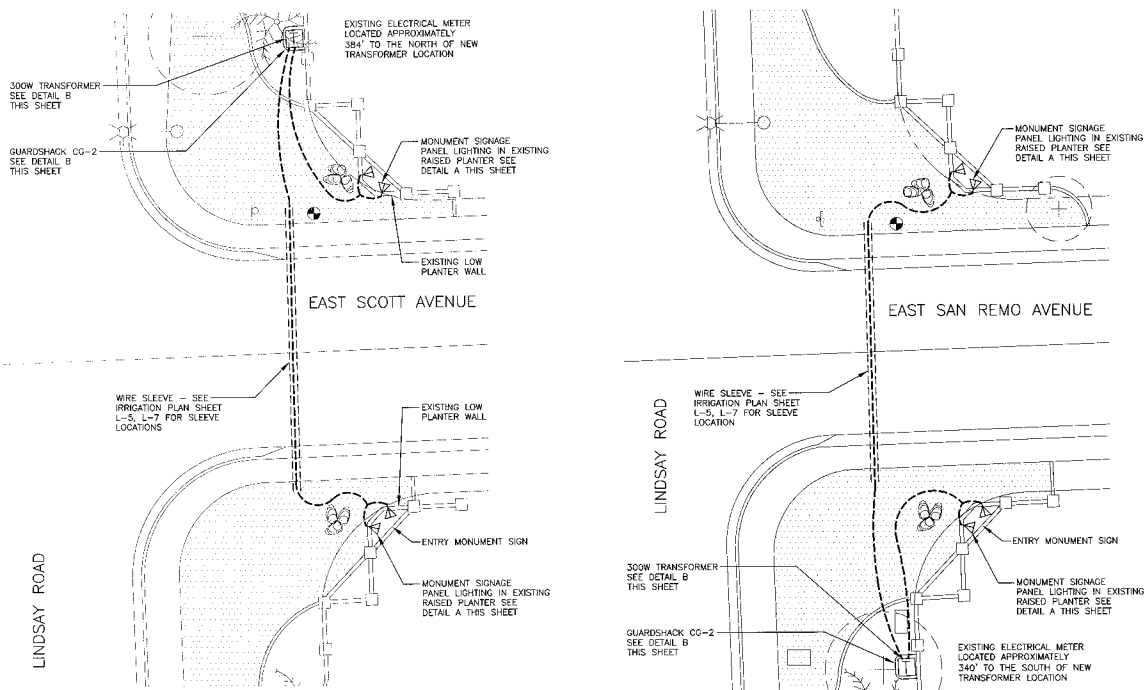 EXISTING ELECTRICAL METER
LOCATED APPROXIMATELY
384' TO THE NORTH OF NEW
TRANSFORMER LOCATION
300W TRANSFORMER
SEE DETAIL B
THIS SHEET
GUARDSHACK CG-2
SEE DETAIL B
THIS SHEET
MONUMENT SIGNAGE
PANEL LIGHTING IN EXISTING
RAISED PLANTER SEE
DETAIL A THIS SHEET
EXISTING LOW
PLANTER WALL
EAST SCOTT AVENUE
WIRE SLEEVE – SEE
IRRIGATION PLAN SHEET
L-5, L-7 FOR SLEEVE
LOCATIONS
EXISTING LOW
PLANTER WALL
ENTRY MONUMENT SIGN
MONUMENT SIGNAGE
PANEL LIGHTING IN EXISTING
RAISED PLANTER SEE
DETAIL A THIS SHEET
LINDSAY ROAD
MONUMENT SIGNAGE
PANEL LIGHTING IN EXISTING
RAISED PLANTER SEE
DETAIL A THIS SHEET
EAST SAN REMO AVENUE
WIRE SLEEVE – SEE
IRRIGATION PLAN SHEET
L-5, L-7 FOR SLEEVE
LOCATION
LINDSAY ROAD
ENTRY MONUMENT SIGN
300W TRANSFORMER
SEE DETAIL B
THIS SHEET
MONUMENT SIGNAGE
PANEL LIGHTING IN EXISTING
RAISED PLANTER SEE
DETAIL A THIS SHEET
GUARDSHACK CG-2
SEE DETAIL B
THIS SHEET
EXISTING ELECTRICAL METER
LOCATED APPROXIMATELY
340' TO THE SOUTH OF NEW
TRANSFORMER LOCATION